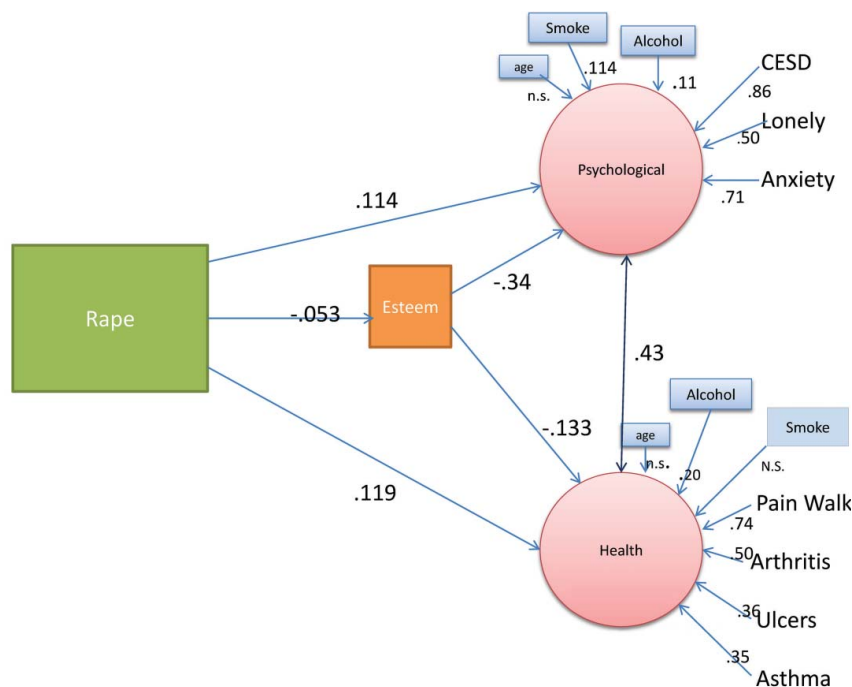 Smoke
Alcohol
age
.114
.11
n.s.
CESD
.86
Lonely
.50
Psychological
Anxiety
.71
.114
-.34
Rape
-.053
Esteem
.43
Alcohol
-.133
age
Smoke
n.s.
.20
N.S.
.119
Pain Walk
.74
Health
.50
Arthritis
.36
Ulcers
.35
Asthma